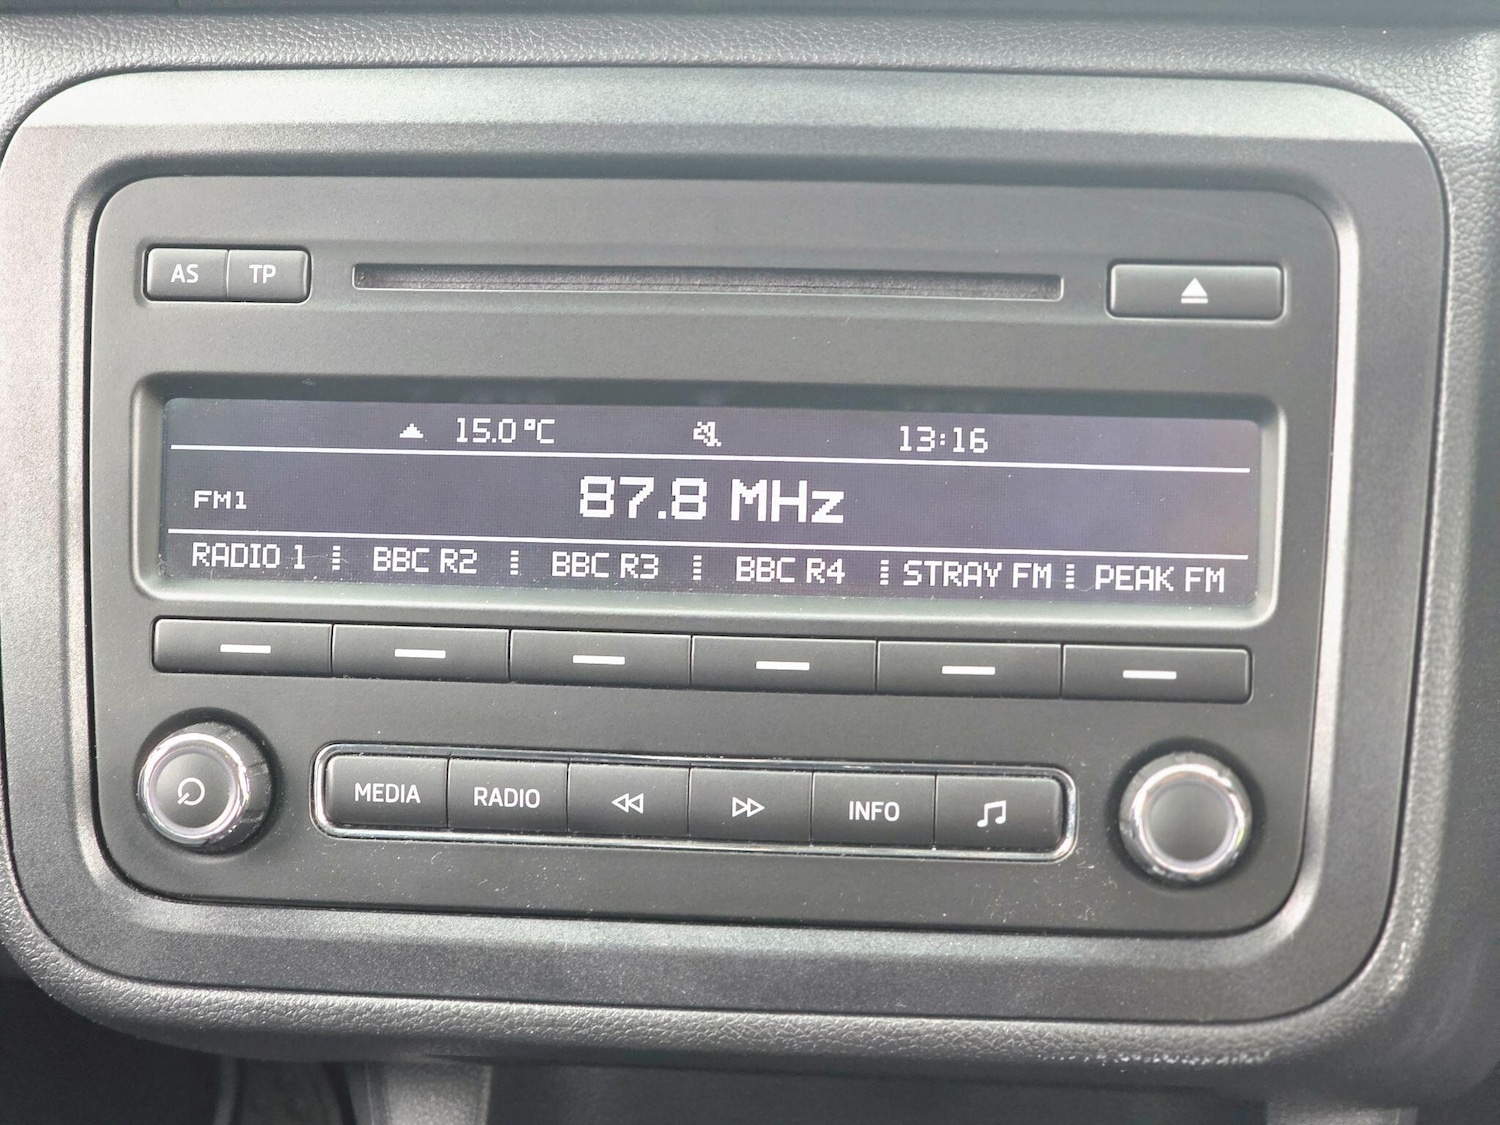 AS TP
15.0 °C 13:16
FM1 87.8 MHz
RADIO 1 BBC R2 BBC R3 BBC R4 STRAY FM PEAK FM
MEDIA RADIO INFO